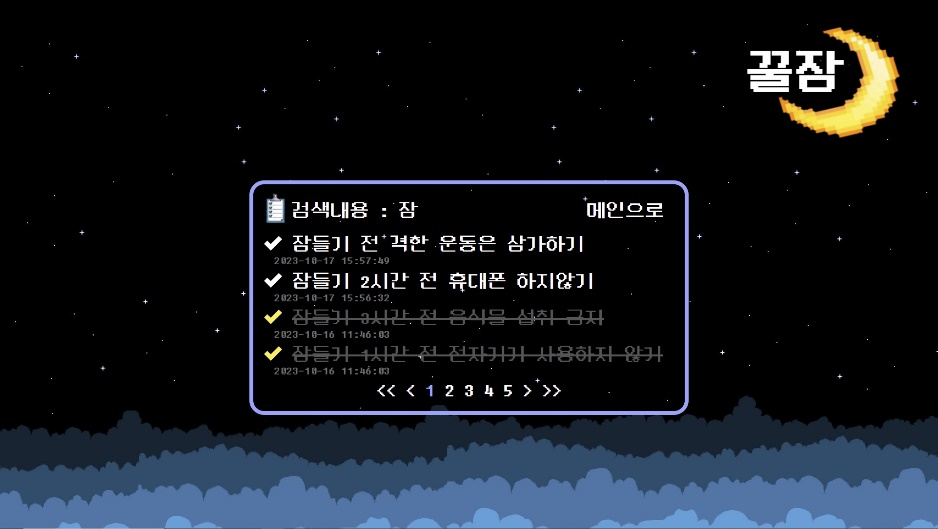 꿀잠
검색내용 : 잠
메인으로
잠들기 전 격한 운동은 삼가하기
2023-10-17 15:57:49
잠들기 2시간 전 휴대폰 하지않기
2023-10-17 15:56:32
잠들기 3시간 전 음식물 섭취 금지
2023-10-16 11:46:03
잠들기 1시간 전 전자기기 사용하지 않기
2023-10-16 11:46:03
<< < 1 2 3 4 5 > >>